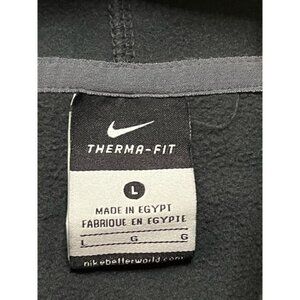 THERMA-FIT
L
MADE IN EGYPT
FABRIQUE EN EGYPTE
L G G
nikebetterworld.com